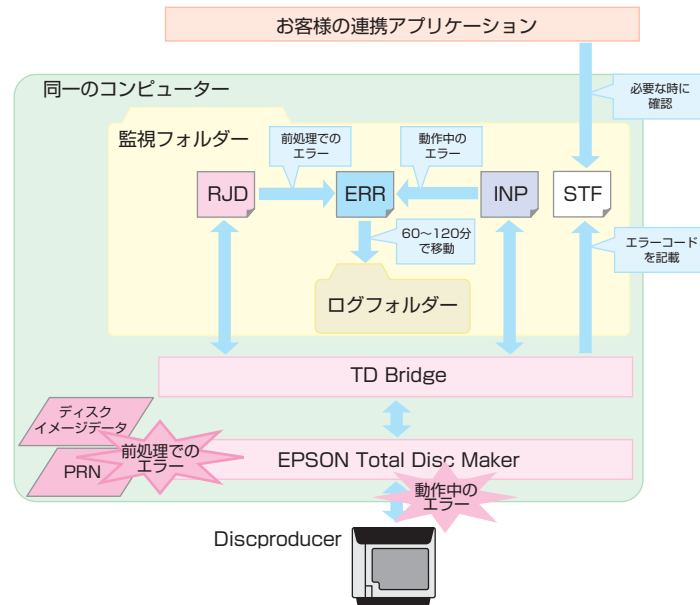 お客様の連携アプリケーション
同一のコンピューター
必要な時に
確認
監視フォルダー
前処理での
エラー
動作中の
エラー
RJD
ERR
INP
STF
60〜120分
で移動
エラーコード
を記載
ログフォルダー
TD Bridge
ディスク
イメージデータ
前処理での
エラー
PRN
EPSON Total Disc Maker
動作中の
エラー
Discproducer